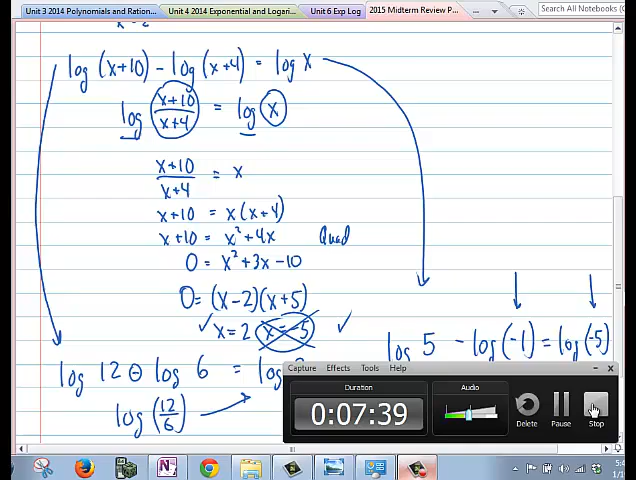 Unit 3 2014 Polynomials and Ration...
Unit 4 2014 Exponential and Logari...
Unit 6 Exp Log
2015 Midterm Review P...
Search All Notebooks (C
log (x+10) - log (x+4) = log x
log (x+10 / x+4) = log (x)
x+10 / x+4 = x
x+10 = x(x+4)
x+10 = x² + 4x Quad
0 = x² + 3x - 10
0 = (x-2)(x+5)
✓ x = 2 x = -5 ✓
log 5 - log (-1) = log (-5)
log 12 ⊖ log 6 = log
log (12/6)
Capture Effects Tools Help
Duration
0:07:39
Audio
Delete
Pause
Stop